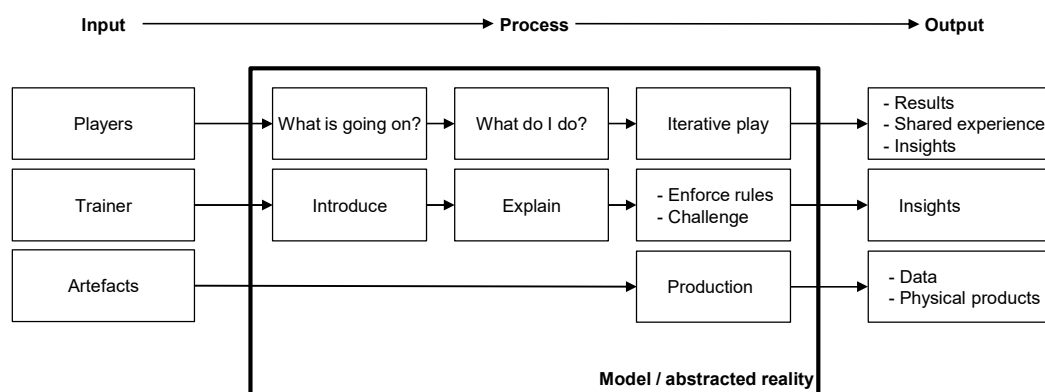 Input Process Output
Players What is going on? What do I do? Iterative play
- Results
- Shared experience
- Insights
Trainer Introduce Explain
- Enforce rules
- Challenge
Insights
Artefacts Production
- Data
- Physical products
Model / abstracted reality